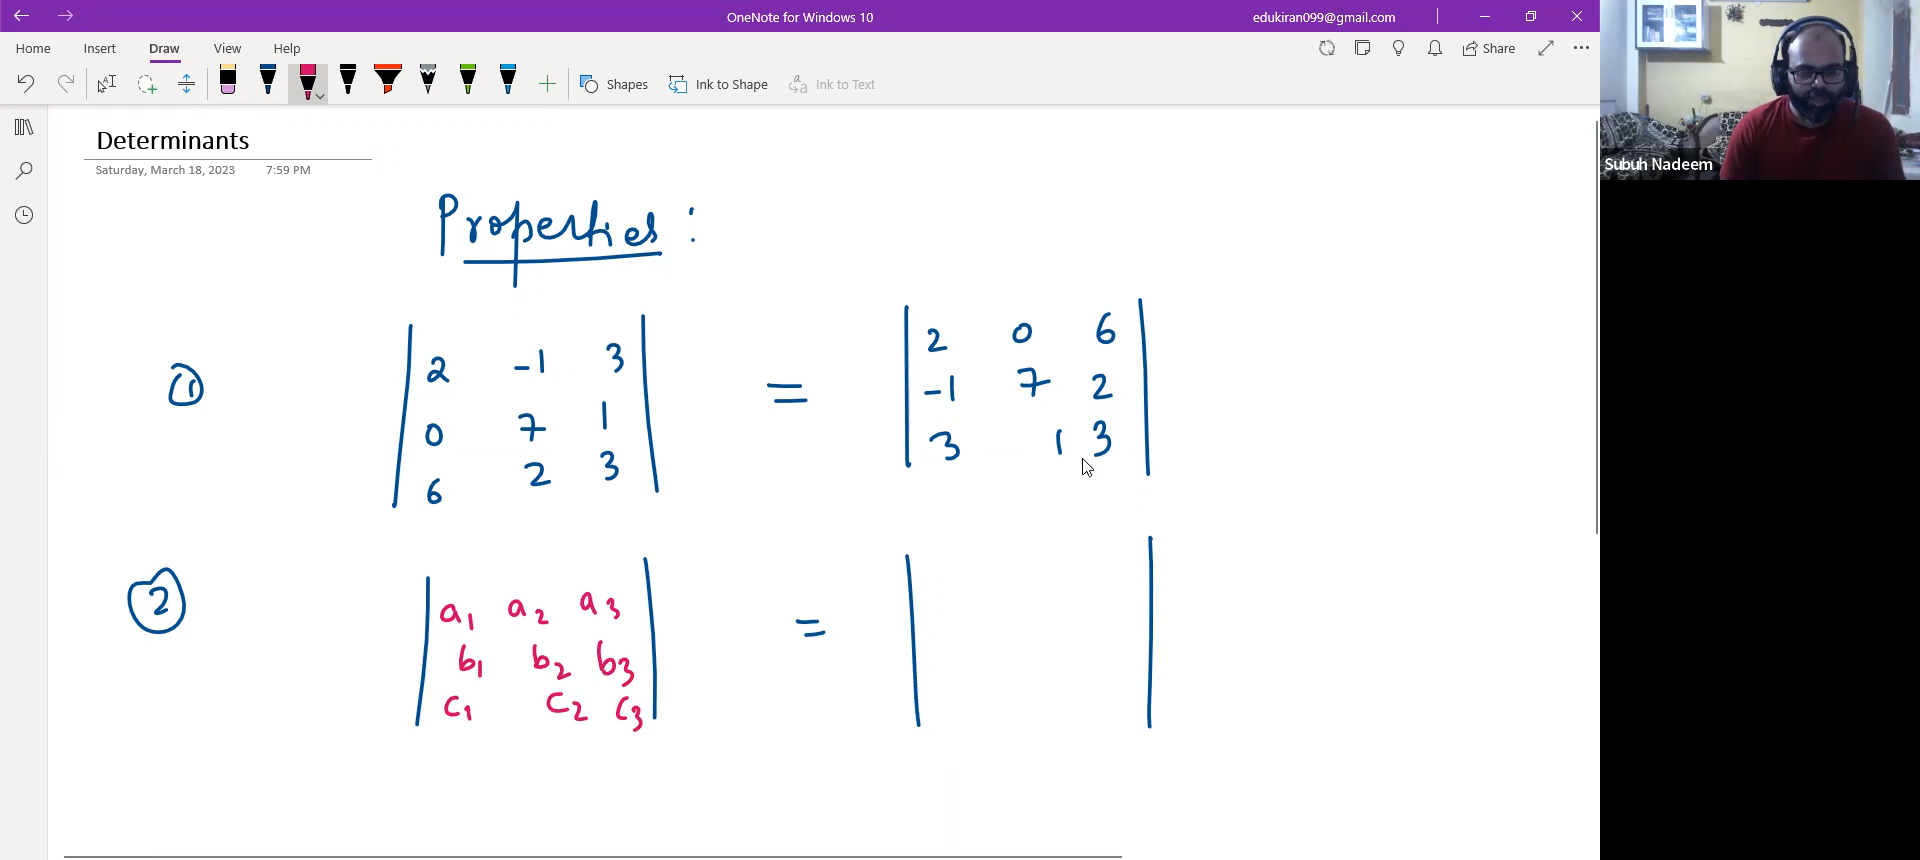 OneNote for Windows 10
edukiran099@gmail.com
Home Insert Draw View Help
Share
Shapes Ink to Shape Ink to Text
Determinants
Saturday, March 18, 2023 7:59 PM
Subuh Nadeem
Properties :
① | 2 -1 3 | = | 2 0 6 |
| 0 7 1 | | -1 7 2 |
| 6 2 3 | | 3 1 3 |
② | a1 a2 a3 | = | |
| b1 b2 b3 |
| c1 c2 c3 |